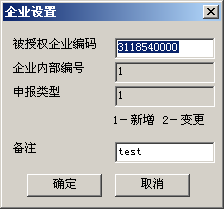 企业设置
被授权企业编码 3118540000
企业内部编号 1
申报类型 1
1－新增 2－变更
备注 test
确定 取消